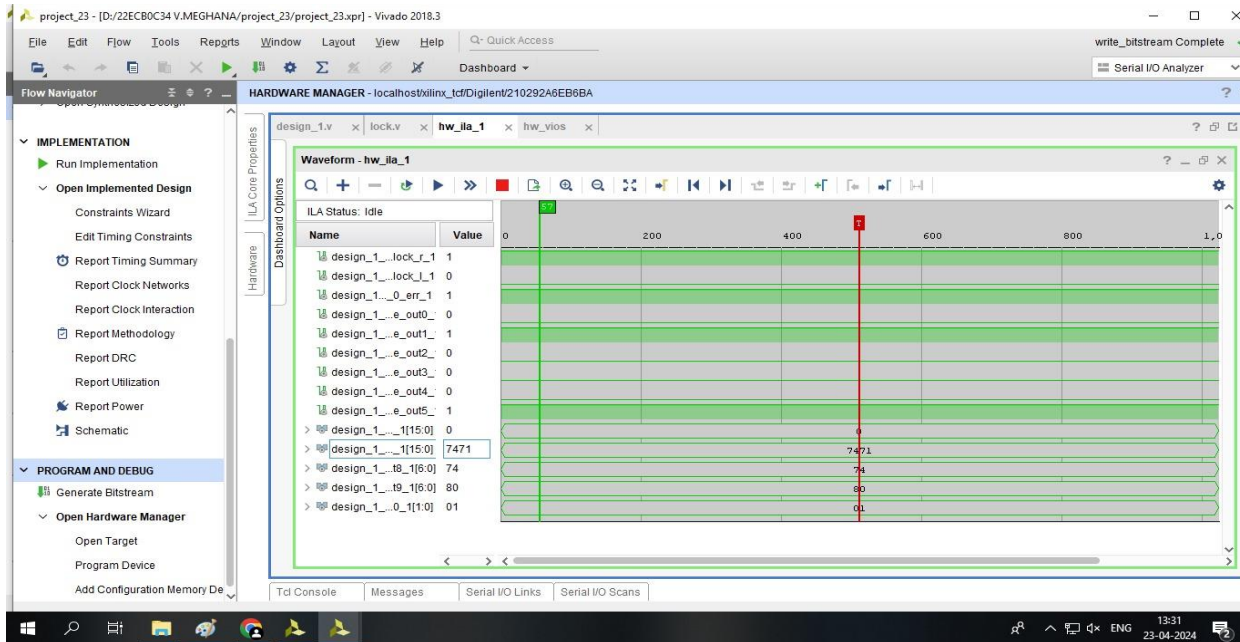 project_23 - [D:/22ECB0C34 V.MEGHANA/project_23/project_23.xpr] - Vivado 2018.3
File Edit Flow Tools Reports Window Layout View Help Q- Quick Access write_bitstream Complete
Dashboard Serial I/O Analyzer
Flow Navigator HARDWARE MANAGER - localhost/xilinx_tcf/Digilent/210292A6EB6BA
design_1.v lock.v hw_ila_1 hw_vios
IMPLEMENTATION
Run Implementation
Open Implemented Design
Constraints Wizard
Edit Timing Constraints
Report Timing Summary
Report Clock Networks
Report Clock Interaction
Report Methodology
Report DRC
Report Utilization
Report Power
Schematic
PROGRAM AND DEBUG
Generate Bitstream
Open Hardware Manager
Open Target
Program Device
Add Configuration Memory De
ILA Core Properties
Hardware
Dashboard Options
Waveform - hw_ila_1
ILA Status: Idle 57
T
Name Value 0 200 400 600 800 1,0
design_1_...lock_r_1 1
design_1_...lock_l_1 0
design_1..._0_err_1 1
design_1_...e_out0_ 0
design_1_...e_out1_ 1
design_1_...e_out2_ 0
design_1_...e_out3_ 0
design_1_...e_out4_ 0
design_1_...e_out5_ 1
design_1_..._1[15:0] 0 0
design_1_..._1[15:0] 7471 7471
design_1_...t8_1[6:0] 74 74
design_1_...t9_1[6:0] 80 80
design_1_...0_1[1:0] 01 01
Tcl Console Messages Serial I/O Links Serial I/O Scans
ENG 13:31
23-04-2024 2